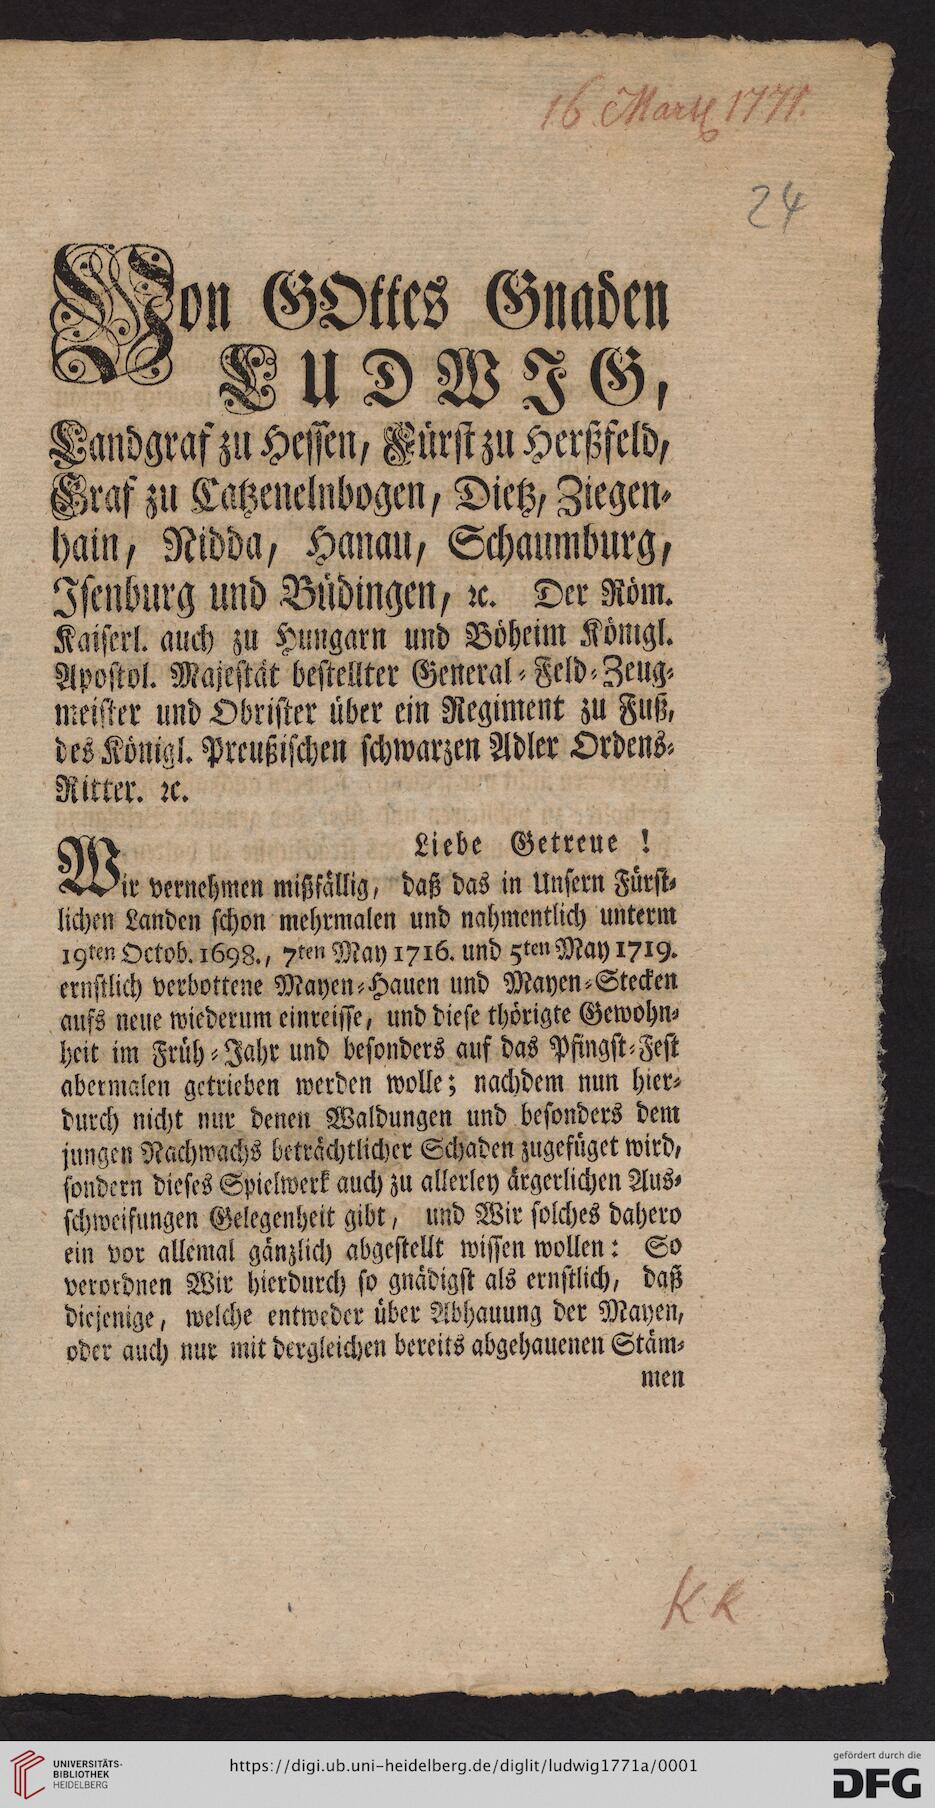 16 Martz 1771.
24
Von GOttes Gnaden
LUDWIG,
Landgraf zu Hessen, Fürst zu Herßfeld,
Graf zu Catzenelnbogen, Dietz, Ziegen-
hain, Nidda, Hanau, Schaumburg,
Isenburg und Büdingen, ꝛc. Der Röm.
Kaiserl. auch zu Hungarn und Böheim Königl.
Apostol. Majestät bestellter General-Feld-Zeug-
meister und Obrister über ein Regiment zu Fuß,
des Königl. Preußischen schwarzen Adler Ordens-
Ritter. ꝛc.
Liebe Getreue !
Wir vernehmen mißfällig, daß das in Unsern Fürst-
lichen Landen schon mehrmalen und nahmentlich unterm
19ten Octob. 1698., 7ten May 1716. und 5ten May 1719.
ernstlich verbottene Mayen-Hauen und Mayen-Stecken
aufs neue wiederum einreisse, und diese thörigte Gewohn-
heit im Früh-Jahr und besonders auf das Pfingst-Fest
abermalen getrieben werden wolle; nachdem nun hier-
durch nicht nur denen Waldungen und besonders dem
jungen Nachwachs beträchtlicher Schaden zugefüget wird,
sondern dieses Spielwerk auch zu allerley ärgerlichen Aus-
schweifungen Gelegenheit gibt, und Wir solches dahero
ein vor allemal gänzlich abgestellt wissen wollen: So
verordnen Wir hierdurch so gnädigst als ernstlich, daß
diejenige, welche entweder über Abhauung der Mayen,
oder auch nur mit dergleichen bereits abgehauenen Stäm-
men
KK
UNIVERSITÄTS-
BIBLIOTHEK
HEIDELBERG
https://digi.ub.uni-heidelberg.de/diglit/ludwig1771a/0001
gefördert durch die
DFG